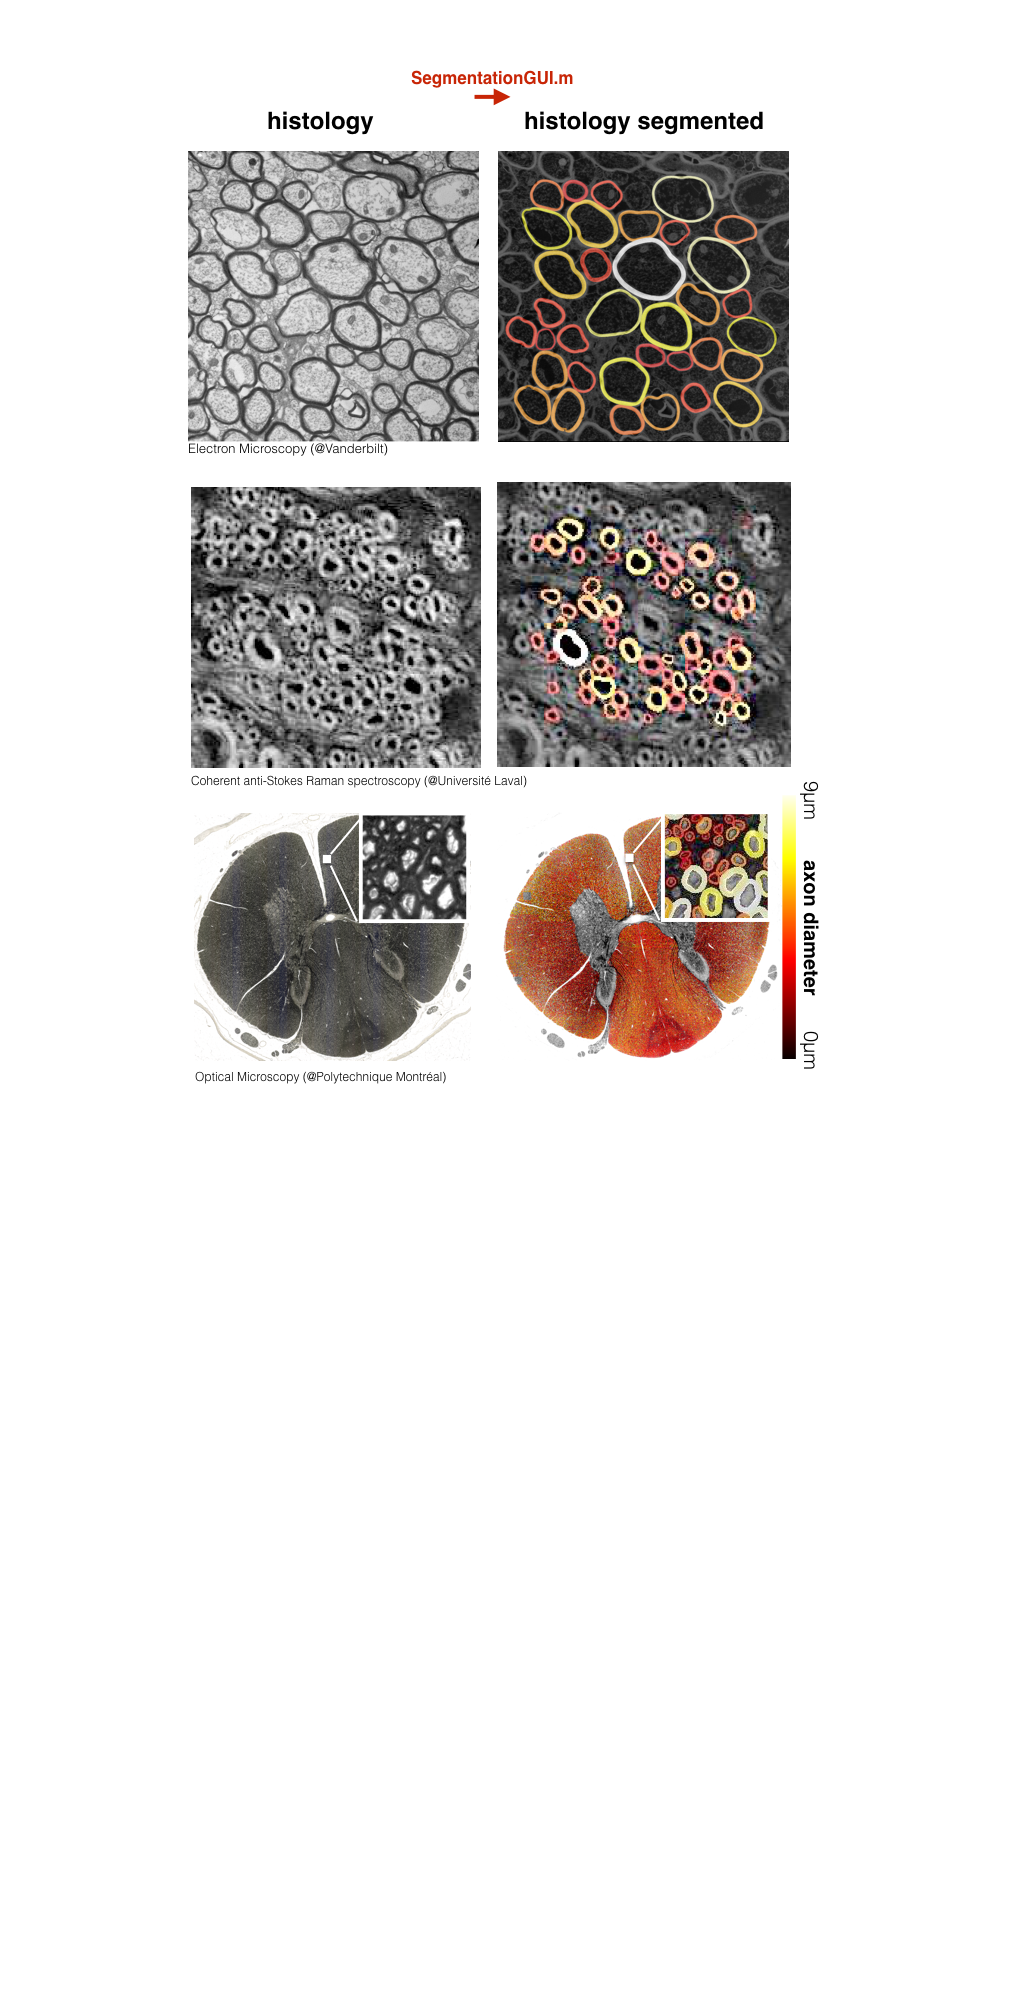 SegmentationGUI.m
histology
histology segmented
Electron Microscopy (@Vanderbilt)
Coherent anti-Stokes Raman spectroscopy (@Université Laval)
9μm
axon diameter
0μm
Optical Microscopy (@Polytechnique Montréal)